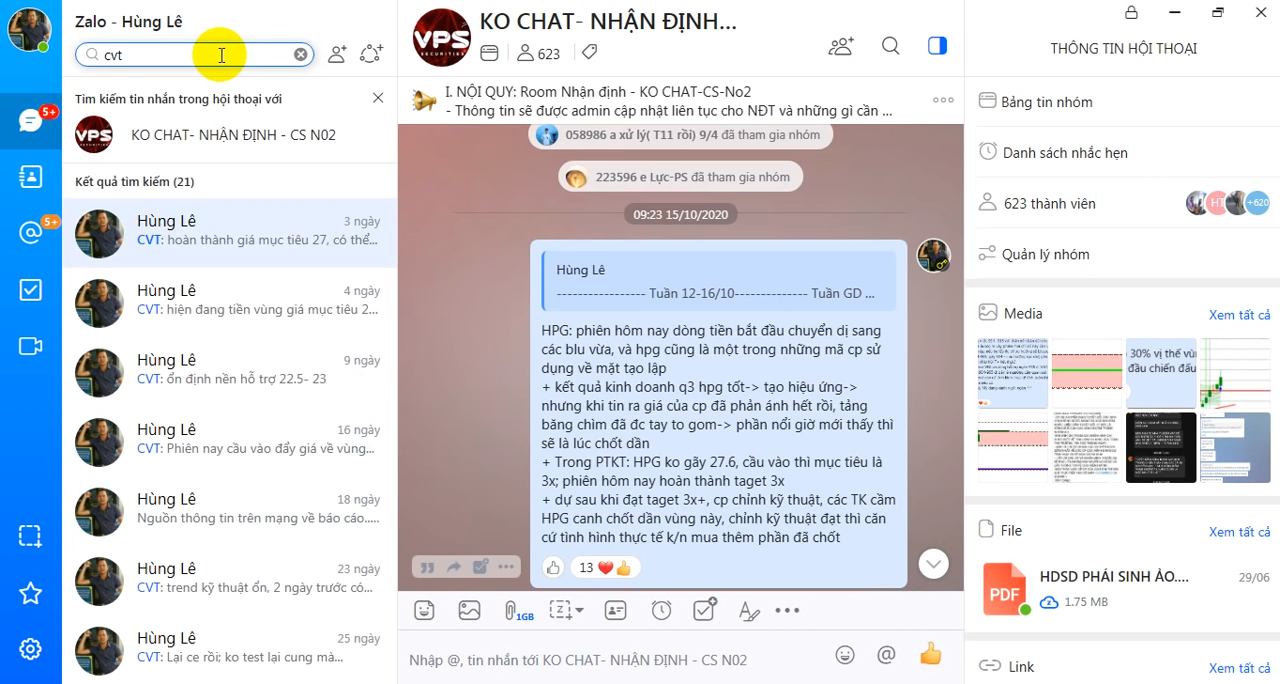 Zalo - Hùng Lê
cvt
5+
5+
Tìm kiếm tin nhắn trong hội thoại với
VPS
KO CHAT- NHẬN ĐỊNH - CS N02
Kết quả tìm kiếm (21)
Hùng Lê
3 ngày
CVT: hoàn thành giá mục tiêu 27, có thể...
Hùng Lê
4 ngày
CVT: hiện đang tiền vùng giá mục tiêu 2...
Hùng Lê
9 ngày
CVT: ổn định nền hỗ trợ 22.5- 23
Hùng Lê
16 ngày
CVT: Phiên nay cầu vào đẩy giá về vùng...
Hùng Lê
18 ngày
Nguồn thông tin trên mạng về báo cáo.....
Hùng Lê
23 ngày
CVT: trend kỹ thuật ổn, 2 ngày trước có...
Hùng Lê
25 ngày
CVT: Lại ce rồi; ko test lại cung mà...
VPS
SECURITIES
KO CHAT- NHẬN ĐỊNH...
623
I. NỘI QUY: Room Nhận định - KO CHAT-CS-No2
- Thông tin sẽ được admin cập nhật liên tục cho NĐT và những gì cần ...
058986 a xử lý( T11 rồi) 9/4 đã tham gia nhóm
223596 e Lực-PS đã tham gia nhóm
09:23 15/10/2020
Hùng Lê
----------------- Tuần 12-16/10-------------- Tuần GD ...
HPG: phiên hôm nay dòng tiền bắt đầu chuyển dị sang
các blu vừa, và hpg cũng là một trong những mã cp sử
dụng về mặt tạo lập
+ kết quả kinh doanh q3 hpg tốt-> tạo hiệu ứng->
nhưng khi tin ra giá của cp đã phản ánh hết rồi, tảng
băng chìm đã đc tay to gom-> phần nổi giờ mới thấy thì
sẽ là lúc chốt dần
+ Trong PTKT: HPG ko gãy 27.6, cầu vào thì mục tiêu là
3x; phiên hôm nay hoàn thành taget 3x
+ dự sau khi đạt taget 3x+, cp chỉnh kỹ thuật, các TK cầm
HPG canh chốt dần vùng này, chỉnh kỹ thuật đạt thì căn
cứ tình hình thực tế k/n mua thêm phần đã chốt
13
1GB
Nhập @, tin nhắn tới KO CHAT- NHẬN ĐỊNH - CS N02
THÔNG TIN HỘI THOẠI
Bảng tin nhóm
Danh sách nhắc hẹn
623 thành viên
HT
+620
Quản lý nhóm
Media
Xem tất cả
30% vị thế vùn
đầu chiến đấu
File
Xem tất cả
PDF
HDSD PHÁI SINH ẢO....
29/06
1.75 MB
Link
Xem tất cả